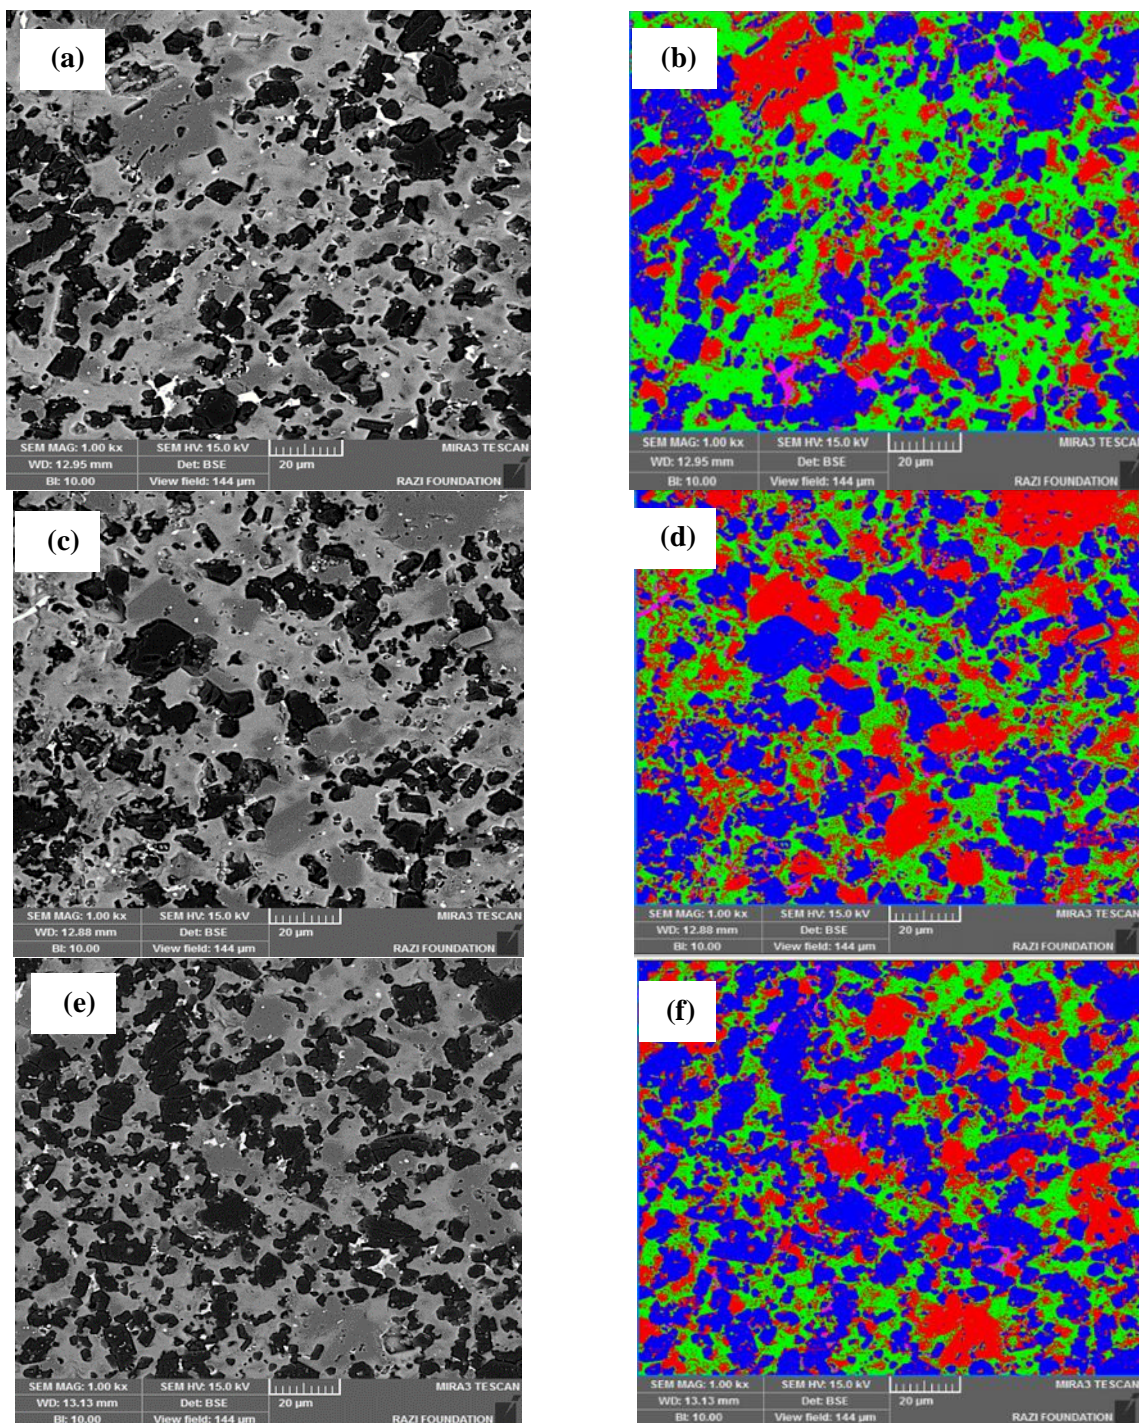 (a)
SEM MAG: 1.00 kx SEM HV: 15.0 kV MIRA3 TESCAN
WD: 12.95 mm Det: BSE 20 µm
BI: 10.00 View field: 144 µm RAZI FOUNDATION
(b)
SEM MAG: 1.00 kx SEM HV: 15.0 kV MIRA3 TESCAN
WD: 12.95 mm Det: BSE 20 µm
BI: 10.00 View field: 144 µm RAZI FOUNDATION
(c)
SEM MAG: 1.00 kx SEM HV: 15.0 kV MIRA3 TESCAN
WD: 12.88 mm Det: BSE 20 µm
BI: 10.00 View field: 144 µm RAZI FOUNDATION
(d)
SEM MAG: 1.00 kx SEM HV: 15.0 kV MIRA3 TESCAN
WD: 12.88 mm Det: BSE 20 µm
BI: 10.00 View field: 144 µm RAZI FOUNDATION
(e)
SEM MAG: 1.00 kx SEM HV: 15.0 kV MIRA3 TESCAN
WD: 13.13 mm Det: BSE 20 µm
BI: 10.00 View field: 144 µm RAZI FOUNDATION
(f)
SEM MAG: 1.00 kx SEM HV: 15.0 kV MIRA3 TESCAN
WD: 13.13 mm Det: BSE 20 µm
BI: 10.00 View field: 144 µm RAZI FOUNDATION